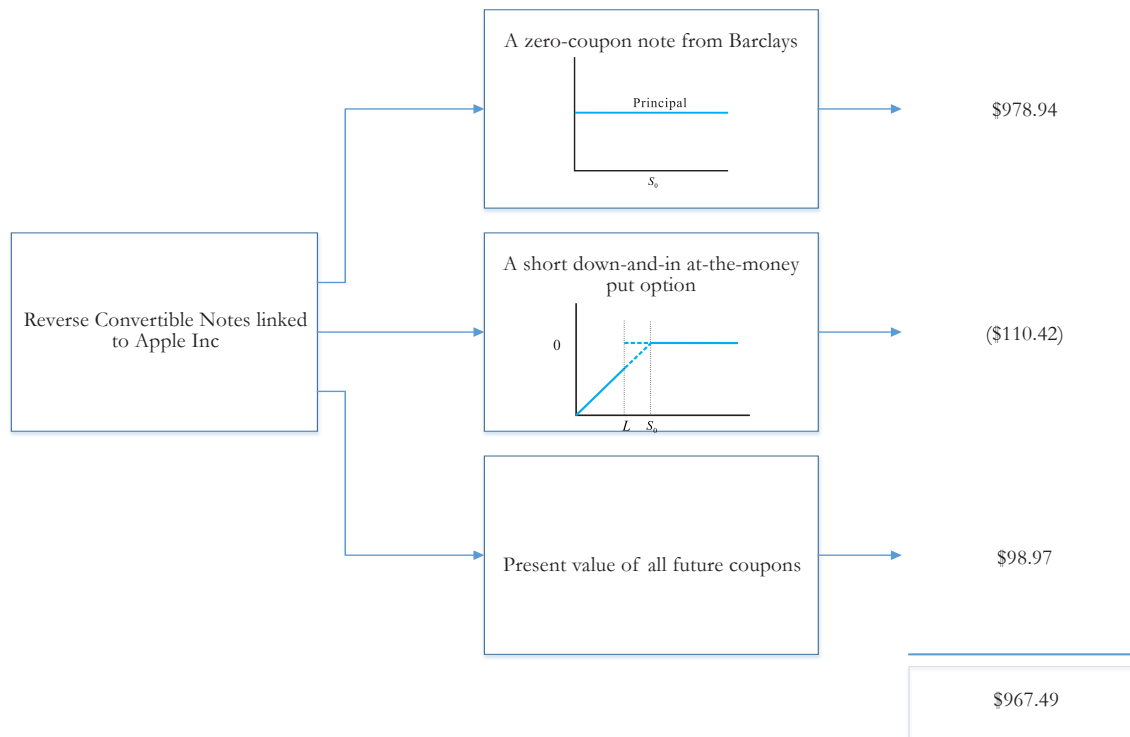 A zero-coupon note from Barclays
Principal
S₀
$978.94
Reverse Convertible Notes linked
to Apple Inc
A short down-and-in at-the-money
put option
0
L S₀
($110.42)
Present value of all future coupons
$98.97
$967.49